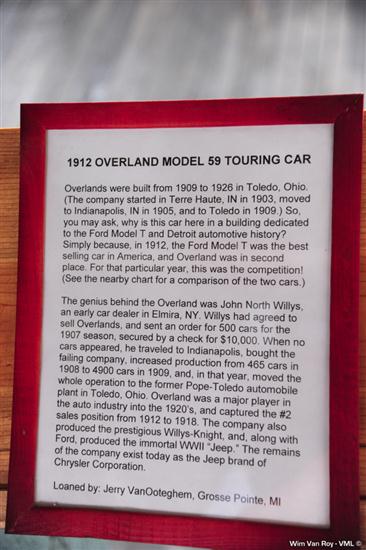 1912 OVERLAND MODEL 59 TOURING CAR
Overlands were built from 1909 to 1926 in Toledo, Ohio.
(The company started in Terre Haute, IN in 1903, moved
to Indianapolis, IN in 1905, and to Toledo in 1909.) So,
you may ask, why is this car here in a building dedicated
to the Ford Model T and Detroit automotive history?
Simply because, in 1912, the Ford Model T was the best
selling car in America, and Overland was in second
place. For that particular year, this was the competition!
(See the nearby chart for a comparison of the two cars.)
The genius behind the Overland was John North Willys,
an early car dealer in Elmira, NY. Willys had agreed to
sell Overlands, and sent an order for 500 cars for the
1907 season, secured by a check for $10,000. When no
cars appeared, he traveled to Indianapolis, bought the
failing company, increased production from 465 cars in
1908 to 4900 cars in 1909, and, in that year, moved the
whole operation to the former Pope-Toledo automobile
plant in Toledo, Ohio. Overland was a major player in
the auto industry into the 1920's, and captured the #2
sales position from 1912 to 1918. The company also
produced the prestigious Willys-Knight, and, along with
Ford, produced the immortal WWII "Jeep." The remains
of the company exist today as the Jeep brand of
Chrysler Corporation.
Loaned by: Jerry VanOoteghem, Grosse Pointe, MI
Wim Van Roy - VML ©